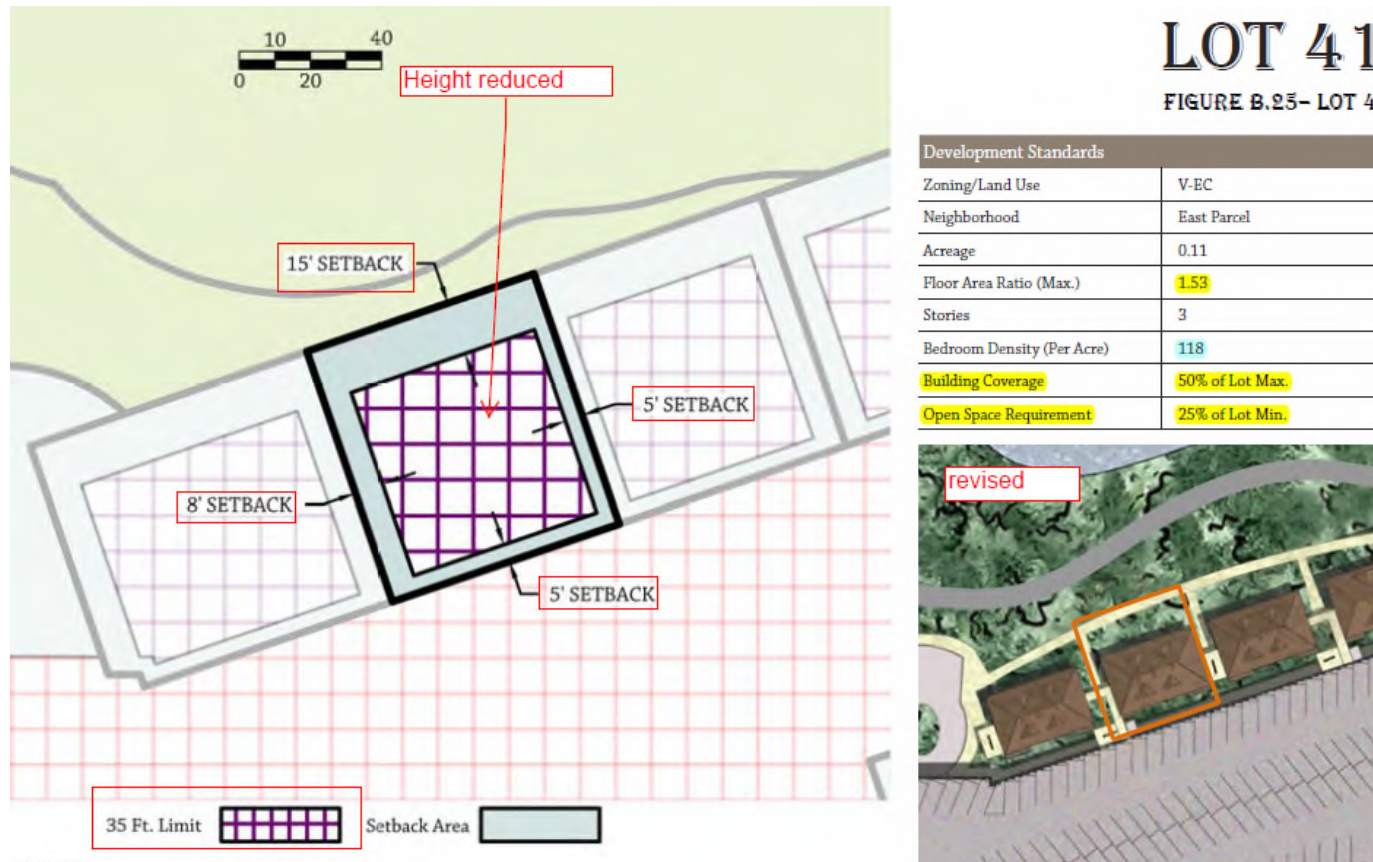 10 40
0 20
Height reduced
15' SETBACK
5' SETBACK
8' SETBACK
5' SETBACK
35 Ft. Limit
Setback Area
LOT 41
FIGURE B.25– LOT 4
Development Standards
Zoning/Land Use V-EC
Neighborhood East Parcel
Acreage 0.11
Floor Area Ratio (Max.) 1.53
Stories 3
Bedroom Density (Per Acre) 118
Building Coverage 50% of Lot Max.
Open Space Requirement 25% of Lot Min.
revised